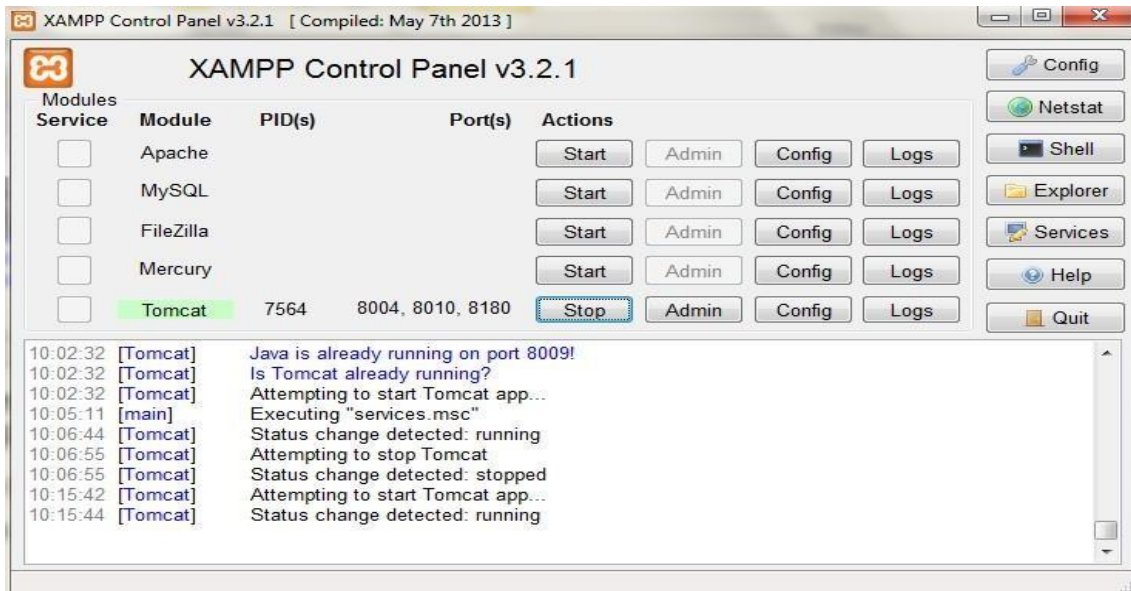 XAMPP Control Panel v3.2.1 [ Compiled: May 7th 2013 ]
XAMPP Control Panel v3.2.1
Config
Modules
Service Module PID(s) Port(s) Actions
Netstat
Apache Start Admin Config Logs
Shell
MySQL Start Admin Config Logs
Explorer
FileZilla Start Admin Config Logs
Services
Mercury Start Admin Config Logs
Help
Tomcat 7564 8004, 8010, 8180 Stop Admin Config Logs
Quit
10:02:32 [Tomcat] Java is already running on port 8009!
10:02:32 [Tomcat] Is Tomcat already running?
10:02:32 [Tomcat] Attempting to start Tomcat app...
10:05:11 [main] Executing "services.msc"
10:06:44 [Tomcat] Status change detected: running
10:06:55 [Tomcat] Attempting to stop Tomcat
10:06:55 [Tomcat] Status change detected: stopped
10:15:42 [Tomcat] Attempting to start Tomcat app...
10:15:44 [Tomcat] Status change detected: running